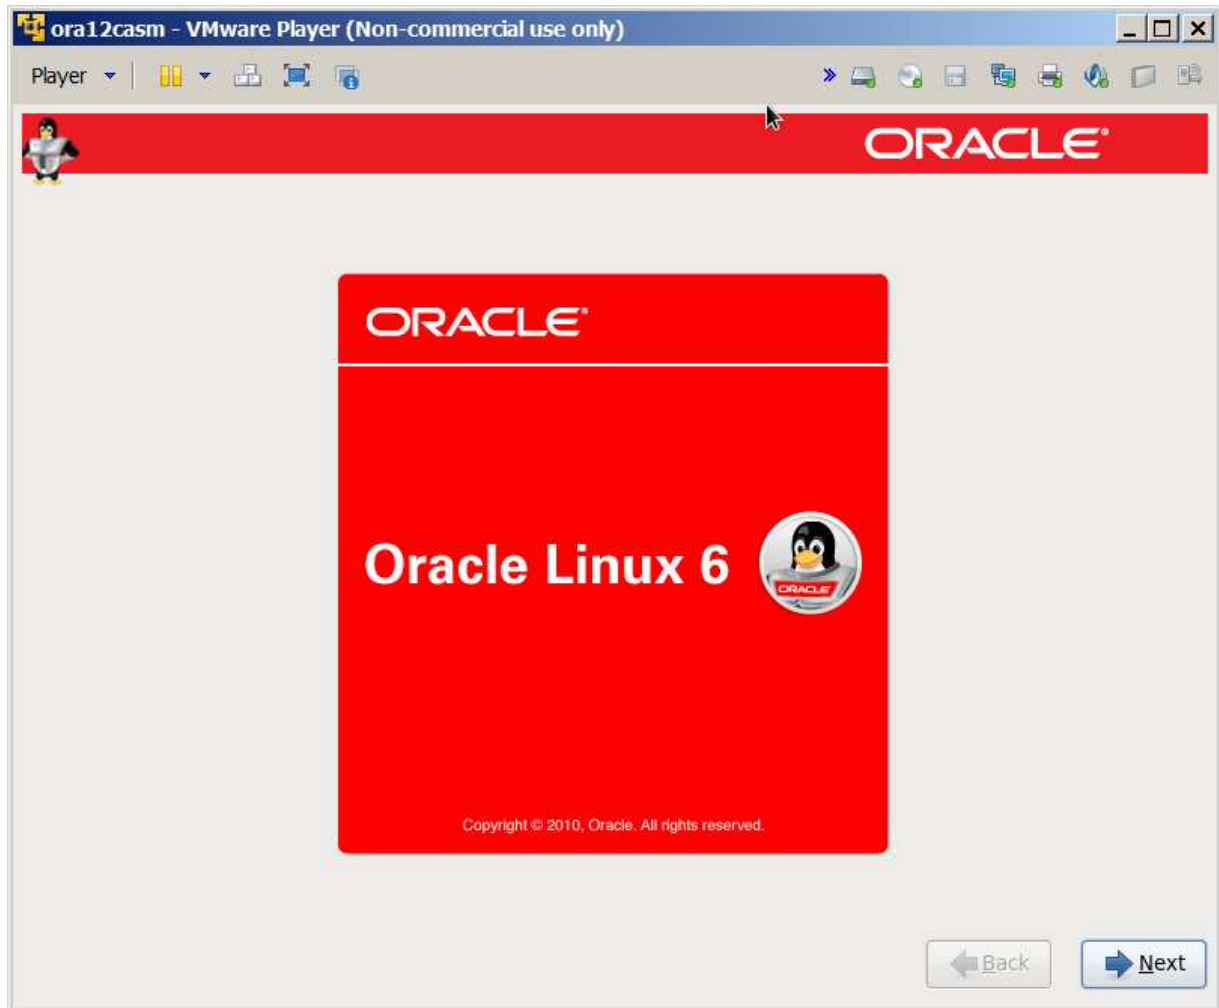 ora12casm - VMware Player (Non-commercial use only)
Player
ORACLE®
ORACLE®
Oracle Linux 6
ORACLE
Copyright © 2010, Oracle. All rights reserved.
Back
Next